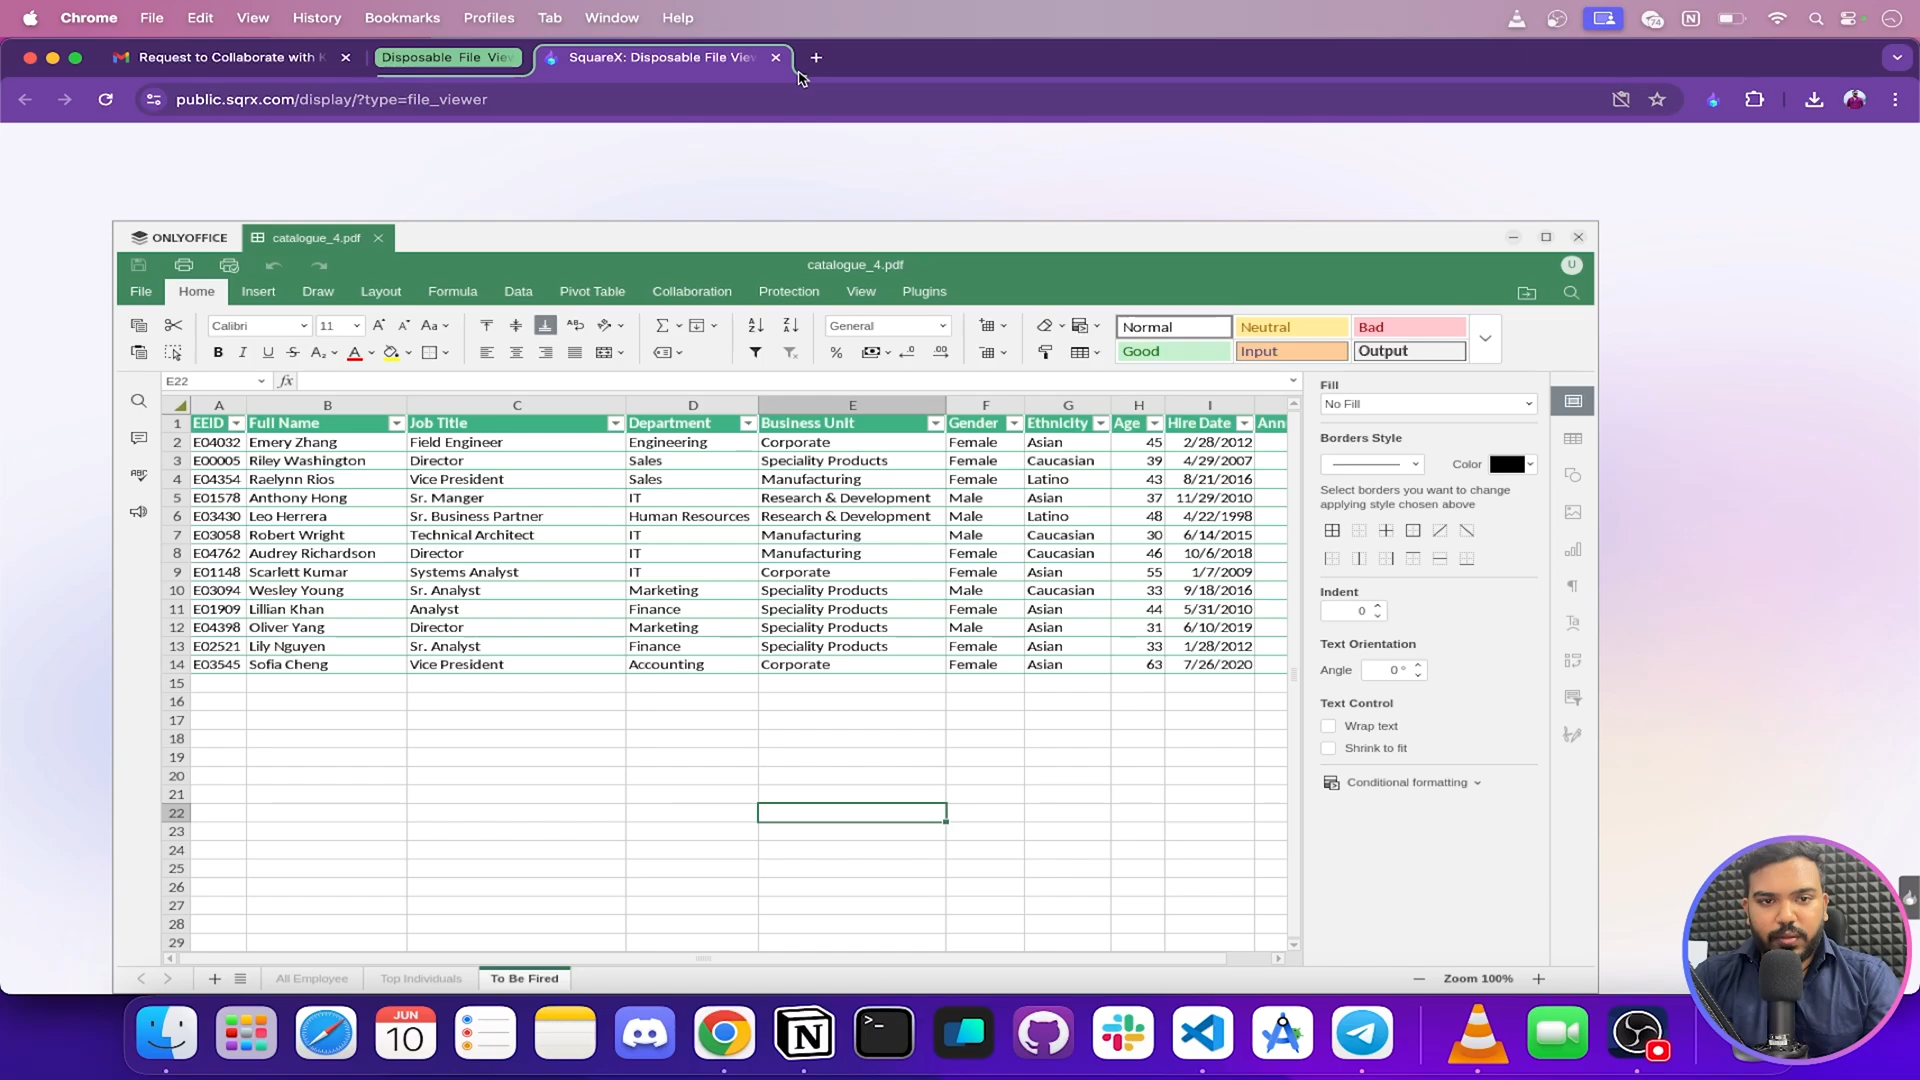 Chrome File Edit View History Bookmarks Profiles Tab Window Help
74
Request to Collaborate with Disposable File View SquareX: Disposable File View
public.sqrx.com/display/?type=file_viewer
ONLYOFFICE catalogue_4.pdf
catalogue_4.pdf U
File Home Insert Draw Layout Formula Data Pivot Table Collaboration Protection View Plugins
Calibri 11 General Normal Neutral Bad
Good Input Output
E22 fx
A B C D E F G H I
1 EEID Full Name Job Title Department Business Unit Gender Ethnicity Age Hire Date Ann
2 E04032 Emery Zhang Field Engineer Engineering Corporate Female Asian 45 2/28/2012
3 E00005 Riley Washington Director Sales Speciality Products Female Caucasian 39 4/29/2007
4 E04354 Raelynn Rios Vice President Sales Manufacturing Female Latino 43 8/21/2016
5 E01578 Anthony Hong Sr. Manger IT Research & Development Male Asian 37 11/29/2010
6 E03430 Leo Herrera Sr. Business Partner Human Resources Research & Development Male Latino 48 4/22/1998
7 E03058 Robert Wright Technical Architect IT Manufacturing Male Caucasian 30 6/14/2015
8 E04762 Audrey Richardson Director IT Manufacturing Female Caucasian 46 10/6/2018
9 E01148 Scarlett Kumar Systems Analyst IT Corporate Female Asian 55 1/7/2009
10 E03094 Wesley Young Sr. Analyst Marketing Speciality Products Male Caucasian 33 9/18/2016
11 E01909 Lillian Khan Analyst Finance Speciality Products Female Asian 44 5/31/2010
12 E04398 Oliver Yang Director Marketing Speciality Products Male Asian 31 6/10/2019
13 E02521 Lily Nguyen Sr. Analyst Finance Speciality Products Female Asian 33 1/28/2012
14 E03545 Sofia Cheng Vice President Accounting Corporate Female Asian 63 7/26/2020
15
16
17
18
19
20
21
22
23
24
25
26
27
28
29
Fill
No Fill
Borders Style
Color
Select borders you want to change
applying style chosen above
Indent
0
Text Orientation
Angle 0 °
Text Control
Wrap text
Shrink to fit
Conditional formatting
All Employee Top Individuals To Be Fired Zoom 100%
JUN
10